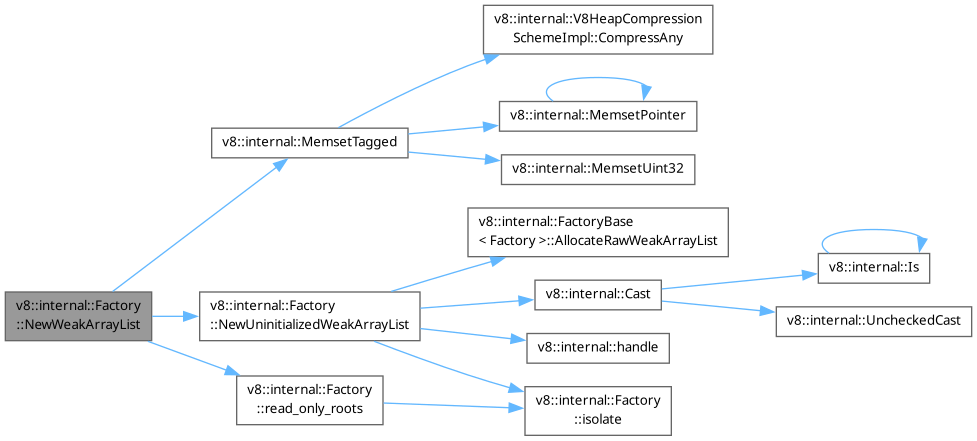 v8::internal::V8HeapCompression
SchemeImpl::CompressAny
v8::internal::MemsetPointer
v8::internal::MemsetTagged
v8::internal::MemsetUint32
v8::internal::FactoryBase
< Factory >::AllocateRawWeakArrayList
v8::internal::Is
v8::internal::Cast
v8::internal::Factory
::NewWeakArrayList
v8::internal::Factory
::NewUninitializedWeakArrayList
v8::internal::UncheckedCast
v8::internal::handle
v8::internal::Factory
::read_only_roots
v8::internal::Factory
::isolate